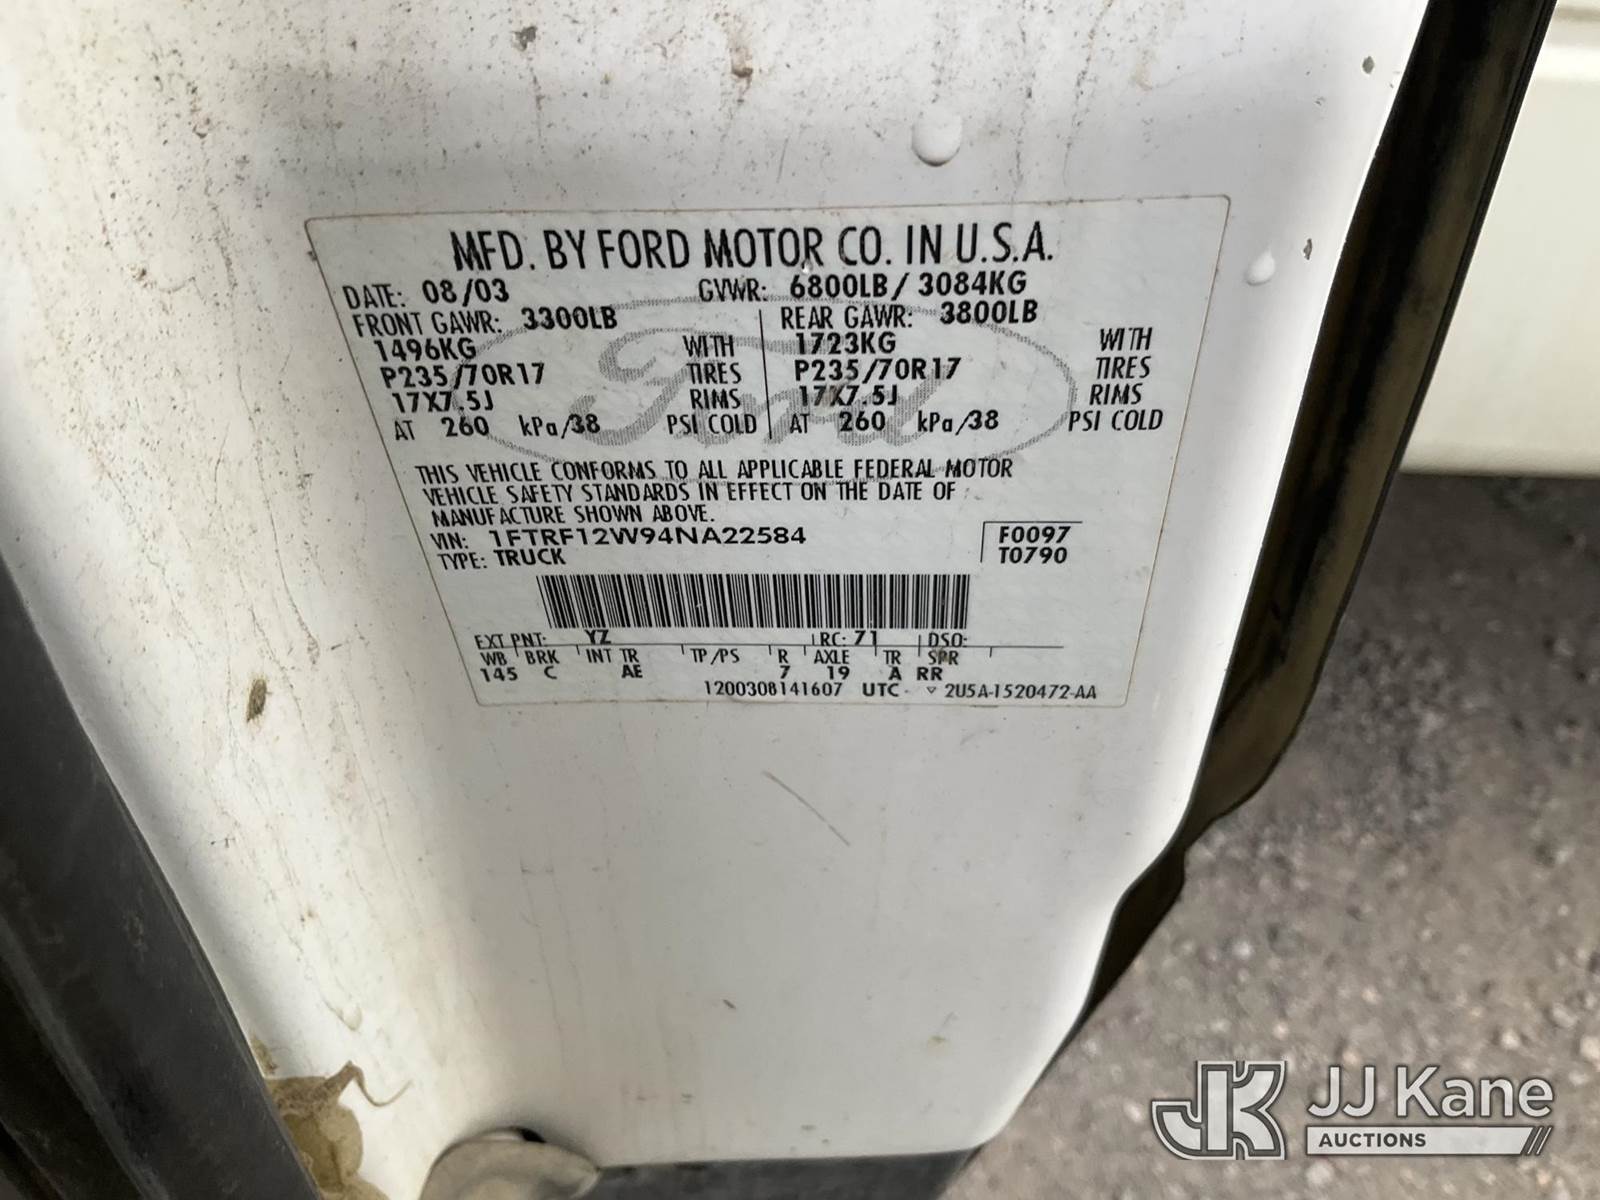 MFD. BY FORD MOTOR CO. IN U.S.A.
DATE: 08/03 GVWR: 6800LB/ 3084KG
FRONT GAWR: 3300LB REAR GAWR: 3800LB
1496KG WITH 1723KG WITH
P235/70R17 TIRES P235/70R17 TIRES
17X7.5J RIMS 17X7.5J RIMS
AT 260 kPa/38 PSI COLD AT 260 kPa/38 PSI COLD
Ford
THIS VEHICLE CONFORMS TO ALL APPLICABLE FEDERAL MOTOR
VEHICLE SAFETY STANDARDS IN EFFECT ON THE DATE OF
MANUFACTURE SHOWN ABOVE.
VIN: 1FTRF12W94NA22584 F0097
TYPE: TRUCK T0790
EXT PNT: YZ RC: 71 DSO:
WB BRK INT TR TP/PS R AXLE TR SPR
145 C AE 7 19 A RR
1200308141607 UTC ▽ 2U5A-1520472-AA
JK JJ Kane
AUCTIONS